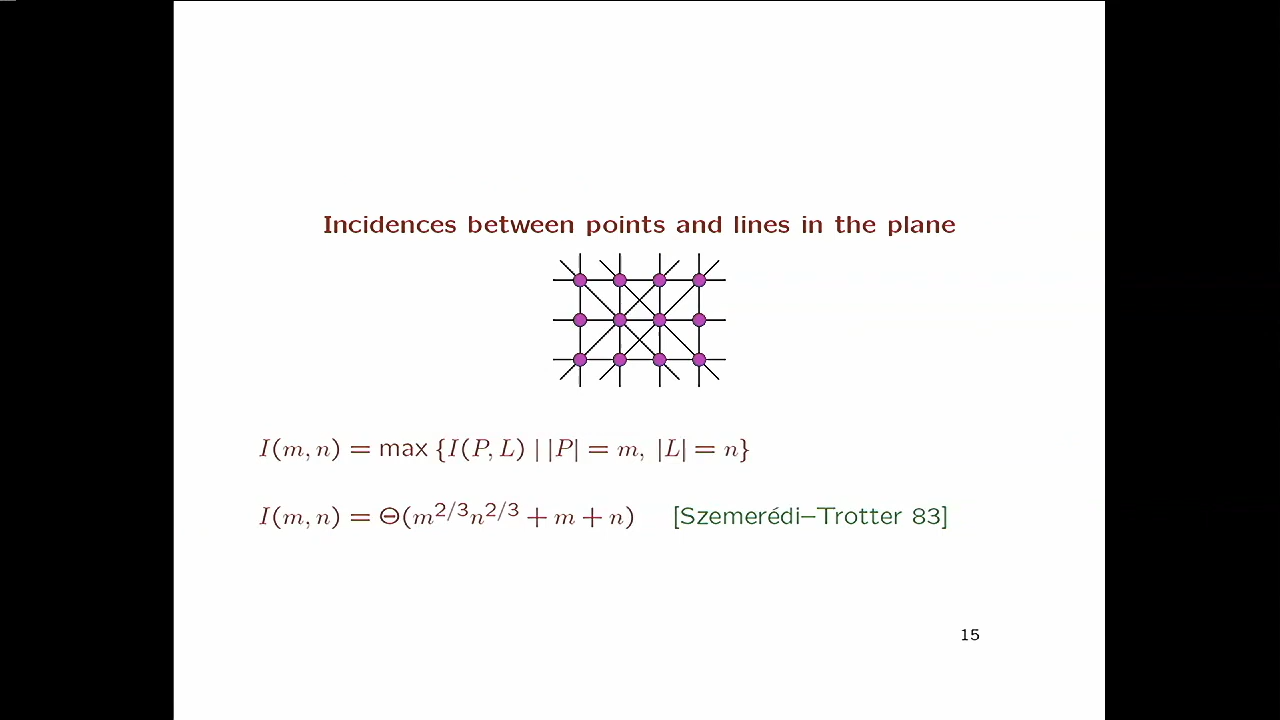 Incidences between points and lines in the plane
I(m, n) = max {I(P, L) | |P| = m, |L| = n}
I(m, n) = Θ(m^{2/3}n^{2/3} + m + n) [Szemerédi–Trotter 83]
15